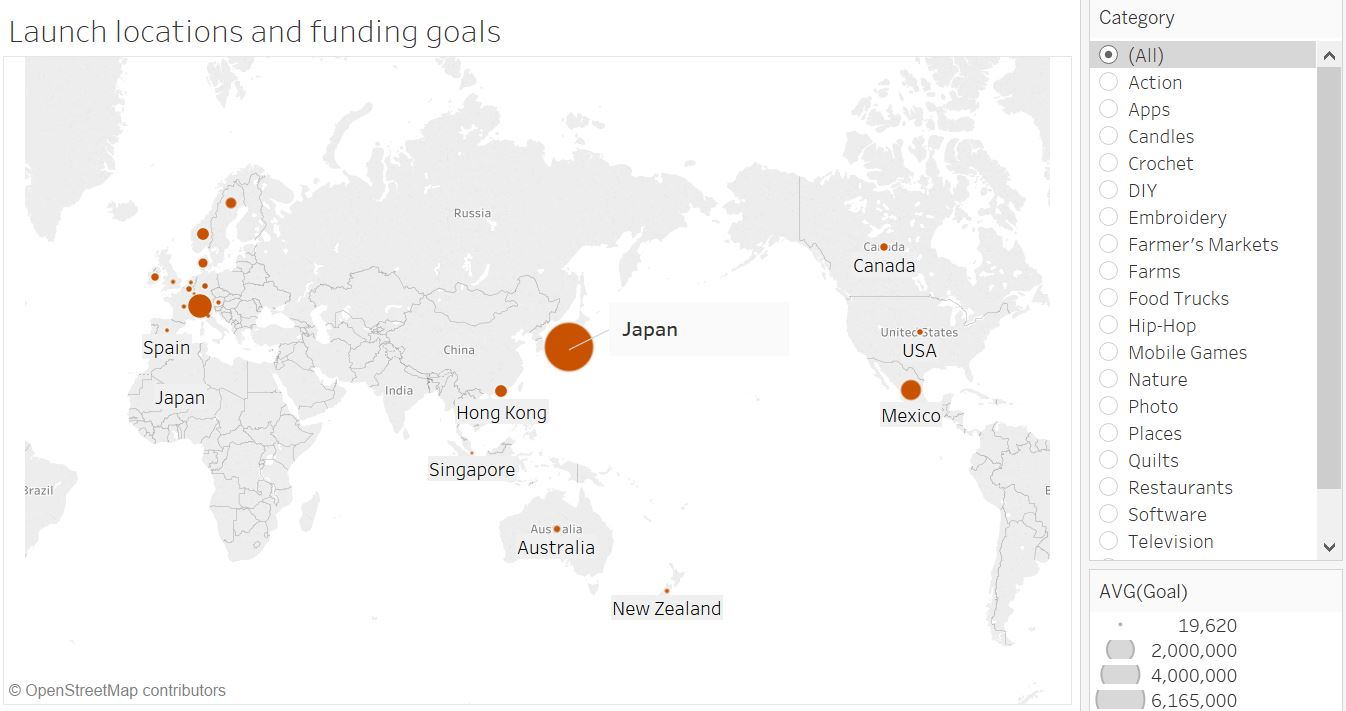 Launch locations and funding goals
Russia
Canada
Canada
Japan
United States
USA
Spain
China
India
Japan
Hong Kong
Mexico
Singapore
Brazil
Australia
Australia
New Zealand
© OpenStreetMap contributors
Category
(All)
Action
Apps
Candles
Crochet
DIY
Embroidery
Farmer's Markets
Farms
Food Trucks
Hip-Hop
Mobile Games
Nature
Photo
Places
Quilts
Restaurants
Software
Television
AVG(Goal)
19,620
2,000,000
4,000,000
6,165,000